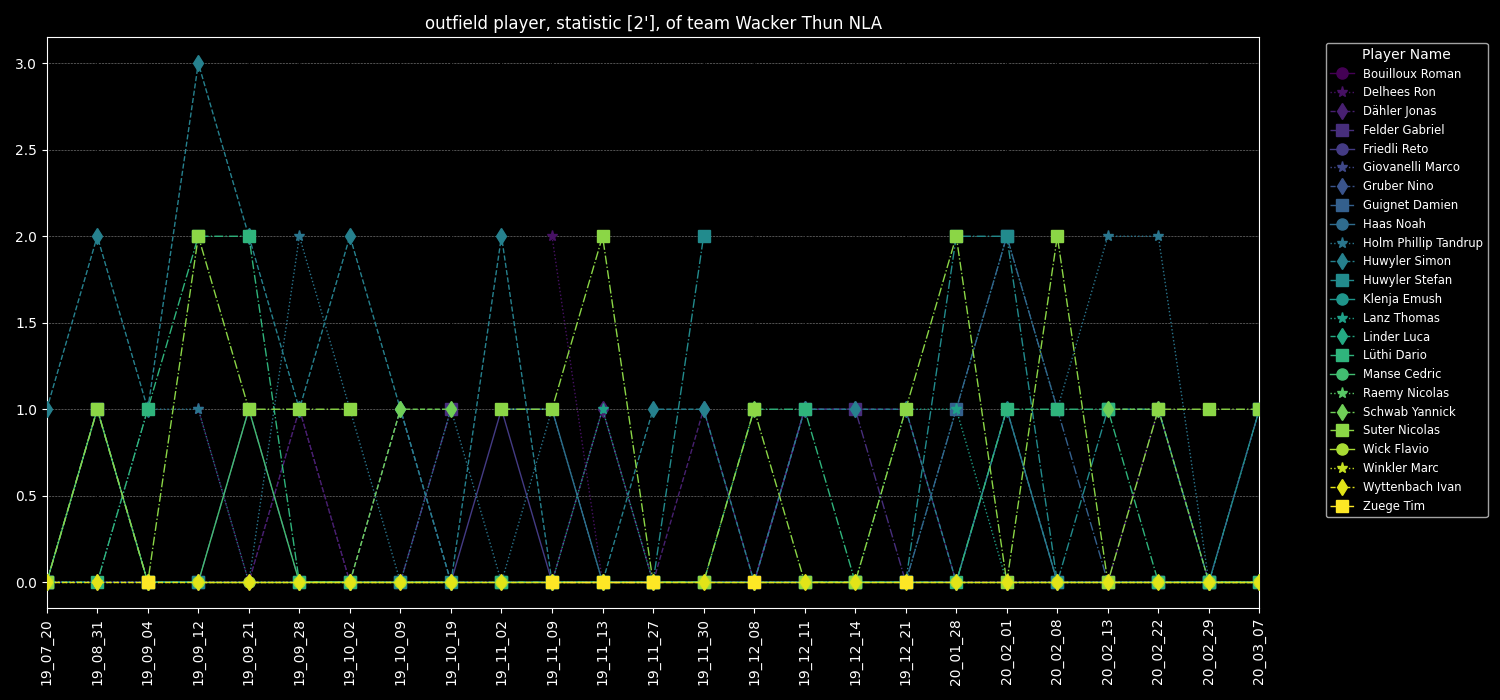 outfield player, statistic [2'], of team Wacker Thun NLA
3.0
2.5
2.0
1.5
1.0
0.5
0.0
19_07_20
19_08_31
19_09_04
19_09_12
19_09_21
19_09_28
19_10_02
19_10_09
19_10_19
19_11_02
19_11_09
19_11_13
19_11_27
19_11_30
19_12_08
19_12_11
19_12_14
19_12_21
20_01_28
20_02_01
20_02_08
20_02_13
20_02_22
20_02_29
20_03_07
Player Name
Bouilloux Roman
Delhees Ron
Dähler Jonas
Felder Gabriel
Friedli Reto
Giovanelli Marco
Gruber Nino
Guignet Damien
Haas Noah
Holm Phillip Tandrup
Huwyler Simon
Huwyler Stefan
Klenja Emush
Lanz Thomas
Linder Luca
Lüthi Dario
Manse Cedric
Raemy Nicolas
Schwab Yannick
Suter Nicolas
Wick Flavio
Winkler Marc
Wyttenbach Ivan
Zuege Tim